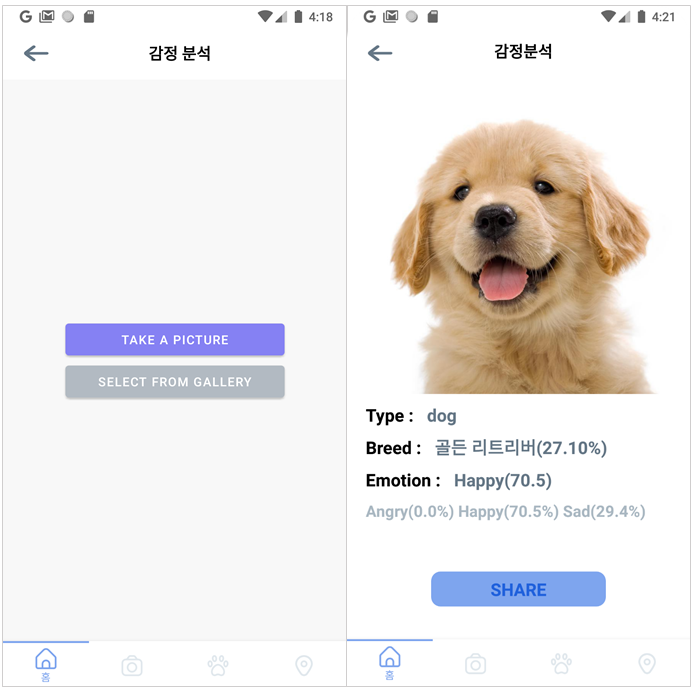 4:18
감정 분석
TAKE A PICTURE
SELECT FROM GALLERY
홈
4:21
감정분석
Type : dog
Breed : 골든 리트리버(27.10%)
Emotion : Happy(70.5)
Angry(0.0%) Happy(70.5%) Sad(29.4%)
SHARE
홈